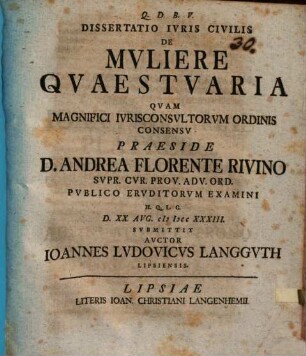 Q. D. B. V.
DISSERTATIO IVRIS CIVILIS
DE
30.
MVLIERE
QVAESTVARIA
QVAM
MAGNIFICI IVRISCONSVLTORVM ORDINIS
CONSENSV
PRAESIDE
D. ANDREA FLORENTE RIVINO
SVPR. CVR. PROV. ADV. ORD.
PVBLICO ERVDITORVM EXAMINI
H. Q. L. C.
D. XX AVG. cIɔ Iɔcc XXXIII.
SVBMITTIT
AVCTOR
IOANNES LVDOVICVS LANGGVTH
LIPSIENSIS.
LIPSIAE
LITERIS IOAN. CHRISTIANI LANGENHEMII.